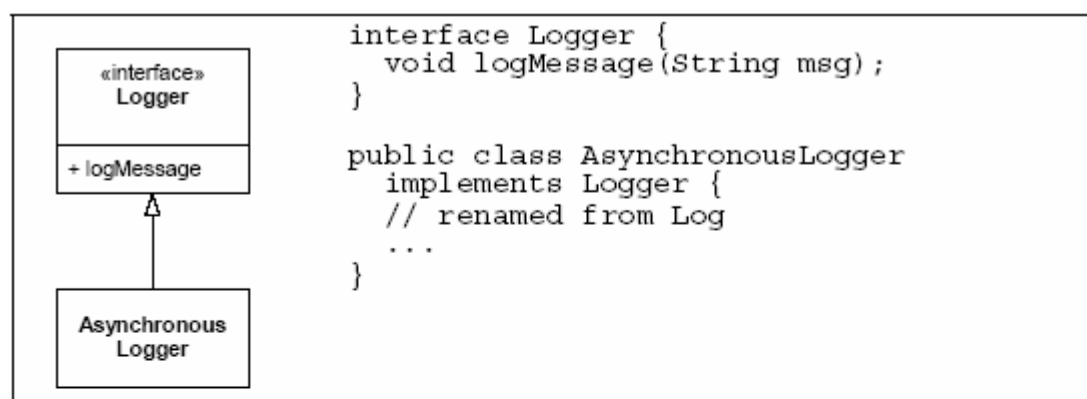 «interface»
Logger
+ logMessage
Asynchronous
Logger
interface Logger {
  void logMessage(String msg);
}
public class AsynchronousLogger
  implements Logger {
  // renamed from Log
  ...
}